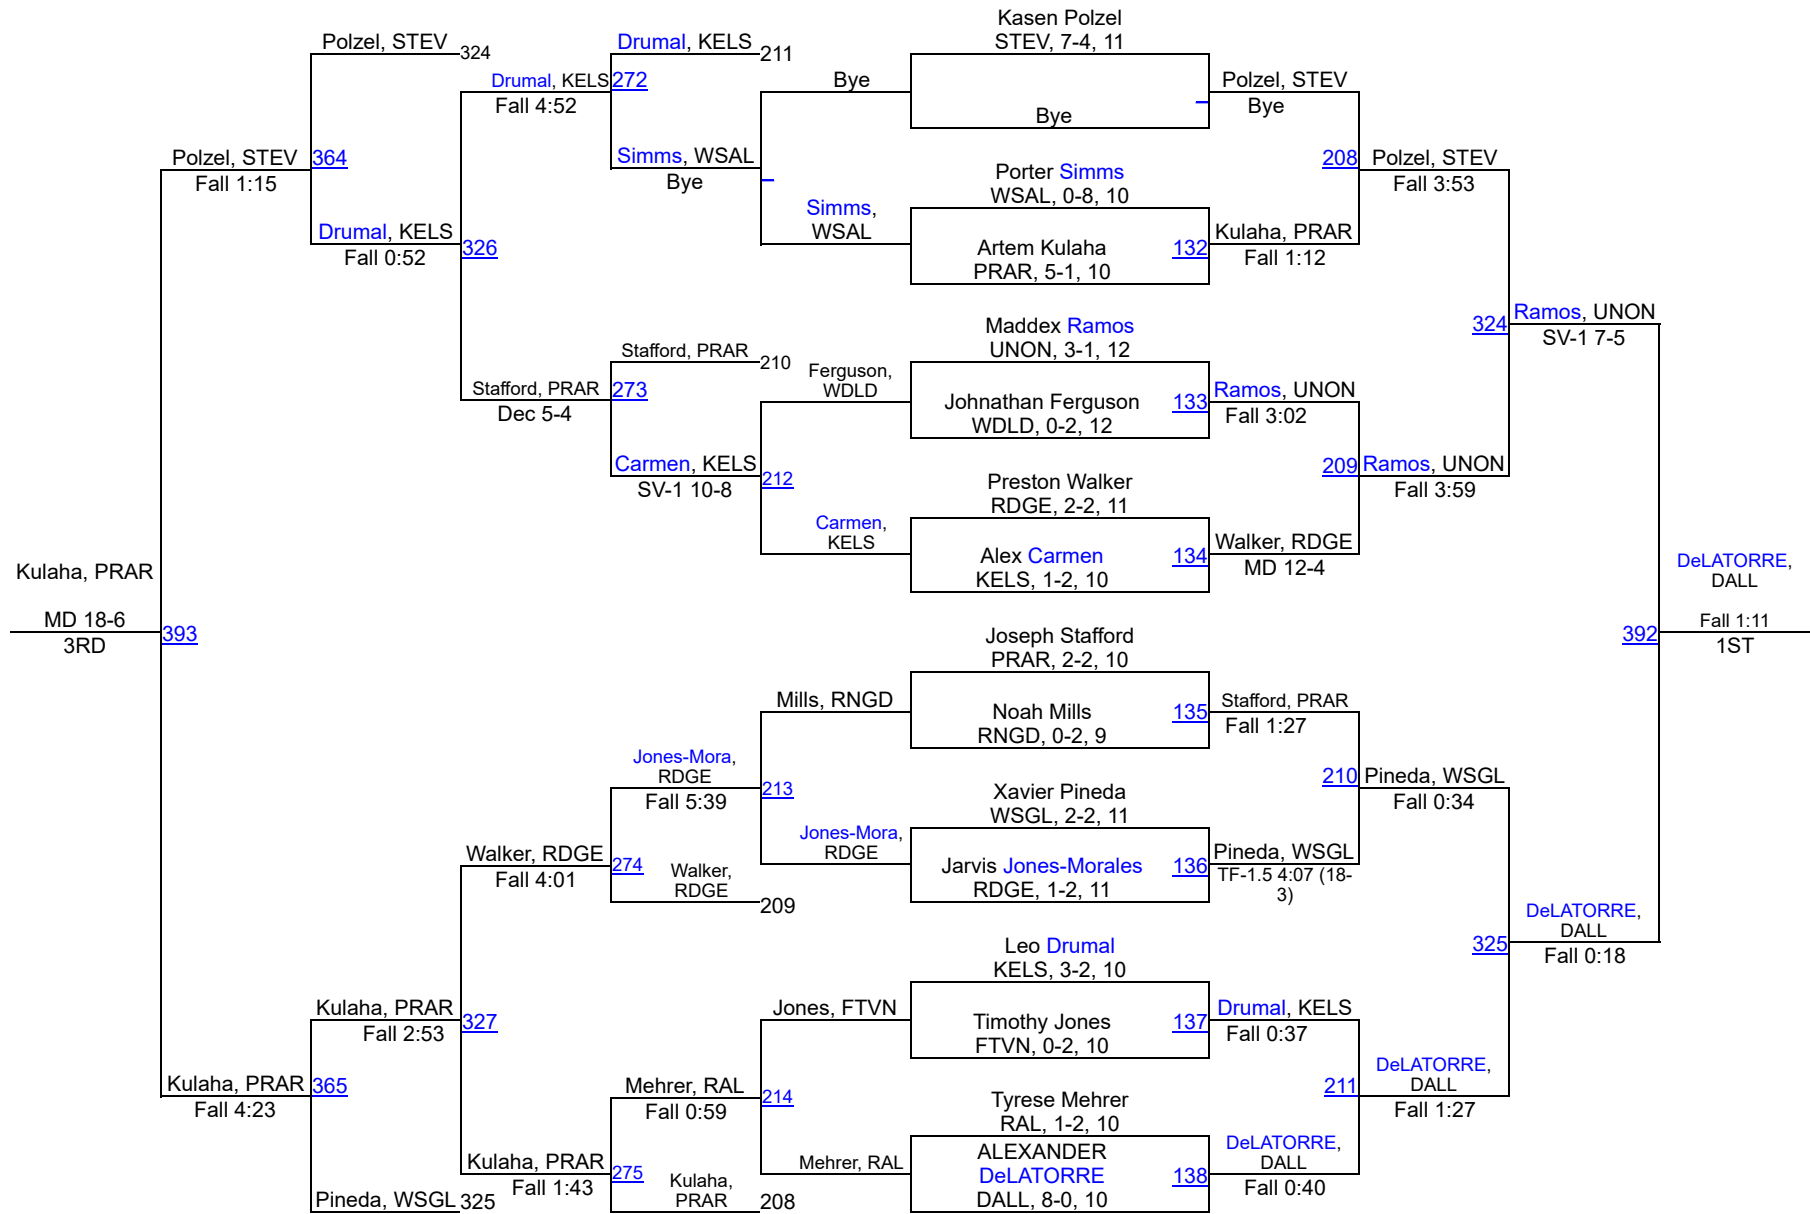 Kasen Polzel
STEV, 7-4, 11
Bye
Polzel, STEV
Bye
Porter Simms
WSAL, 0-8, 10
Artem Kulaha
PRAR, 5-1, 10
132
Kulaha, PRAR
Fall 1:12
208
Polzel, STEV
Fall 3:53
Maddex Ramos
UNON, 3-1, 12
Johnathan Ferguson
WDLD, 0-2, 12
133
Ramos, UNON
Fall 3:02
Preston Walker
RDGE, 2-2, 11
Alex Carmen
KELS, 1-2, 10
134
Walker, RDGE
MD 12-4
209
Ramos, UNON
Fall 3:59
324
Ramos, UNON
SV-1 7-5
Joseph Stafford
PRAR, 2-2, 10
Noah Mills
RNGD, 0-2, 9
135
Stafford, PRAR
Fall 1:27
Xavier Pineda
WSGL, 2-2, 11
Jarvis Jones-Morales
RDGE, 1-2, 11
136
Pineda, WSGL
TF-1.5 4:07 (18-
3)
210
Pineda, WSGL
Fall 0:34
Leo Drumal
KELS, 3-2, 10
Timothy Jones
FTVN, 0-2, 10
137
Drumal, KELS
Fall 0:37
Tyrese Mehrer
RAL, 1-2, 10
ALEXANDER
DeLATORRE
DALL, 8-0, 10
138
DeLATORRE,
DALL
Fall 0:40
211
DeLATORRE,
DALL
Fall 1:27
325
DeLATORRE,
DALL
Fall 0:18
392
DeLATORRE,
DALL
Fall 1:11
1ST
Bye
Simms,
WSAL
Drumal, KELS
211
Simms, WSAL
Bye
272
Drumal, KELS
Fall 4:52
Ferguson,
WDLD
Carmen,
KELS
212
Stafford, PRAR
210
Carmen, KELS
SV-1 10-8
273
Stafford, PRAR
Dec 5-4
326
Polzel, STEV
324
Drumal, KELS
Fall 0:52
364
Polzel, STEV
Fall 1:15
Mills, RNGD
Jones-Mora,
RDGE
213
Jones-Mora,
RDGE
Fall 5:39
Walker,
RDGE
209
274
Walker, RDGE
Fall 4:01
Jones, FTVN
Mehrer, RAL
214
Mehrer, RAL
Fall 0:59
Kulaha,
PRAR
208
275
Kulaha, PRAR
Fall 1:43
327
Kulaha, PRAR
Fall 2:53
Pineda, WSGL
325
365
Kulaha, PRAR
Fall 4:23
393
Kulaha, PRAR
MD 18-6
3RD